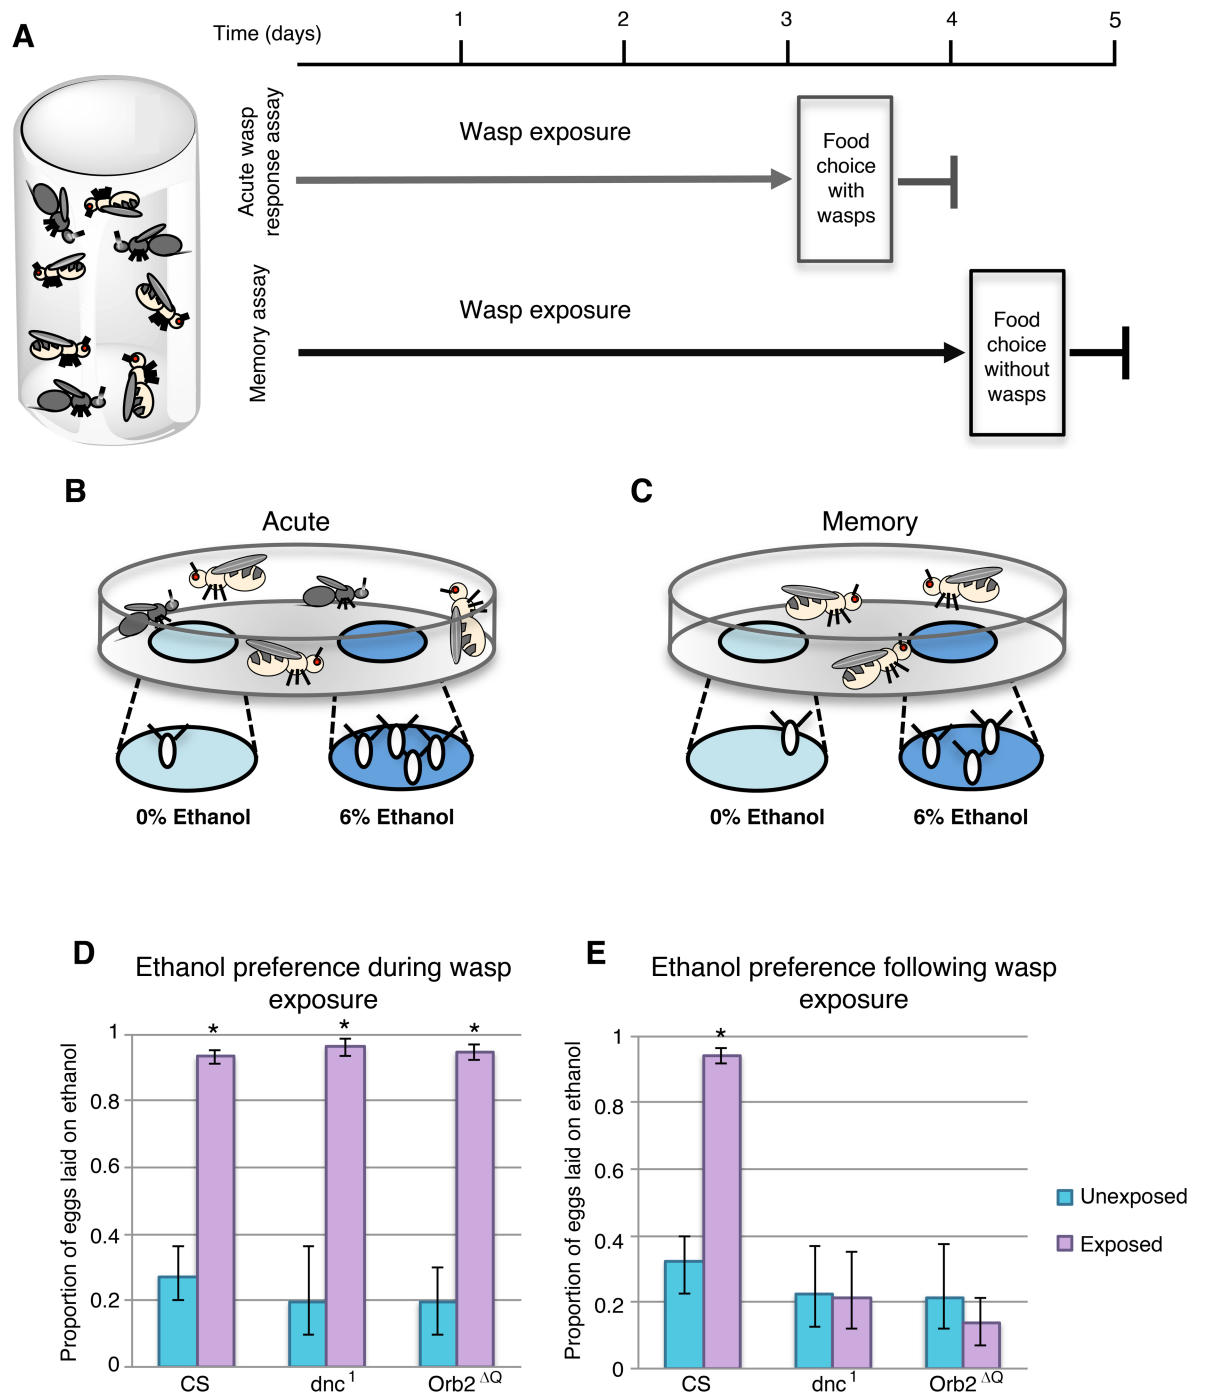 A
Time (days)
1
2
3
4
5
Acute wasp
response assay
Wasp exposure
Food
choice
with
wasps
Memory assay
Wasp exposure
Food
choice
without
wasps
B
Acute
0% Ethanol
6% Ethanol
C
Memory
0% Ethanol
6% Ethanol
D
Ethanol preference during wasp
exposure
Proportion of eggs laid on ethanol
1
0.8
0.6
0.4
0.2
0
*
*
*
CS
dnc¹
Orb2 ΔQ
E
Ethanol preference following wasp
exposure
Proportion of eggs laid on ethanol
1
0.8
0.6
0.4
0.2
0
*
CS
dnc¹
Orb2 ΔQ
Unexposed
Exposed